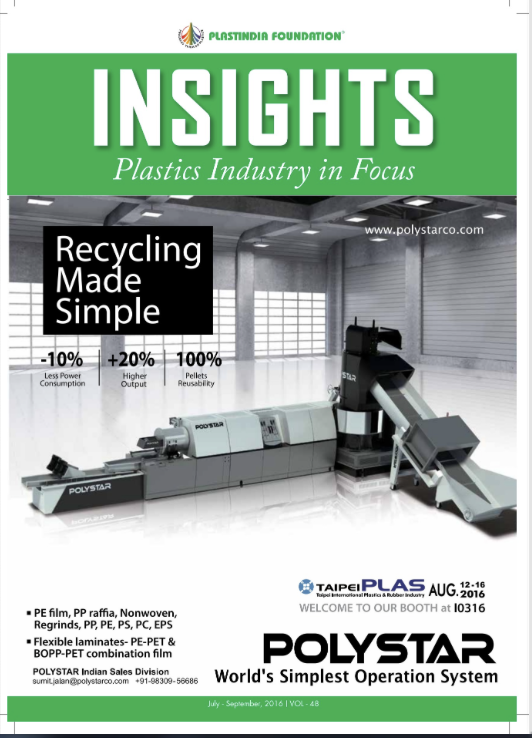 PLASTINDIA FOUNDATION®
INSIGHTS
Plastics Industry in Focus
www.polystarco.com
Recycling
Made
Simple
-10%
Less Power
Consumption
+20%
Higher
Output
100%
Pellets
Reusability
POLYSTAR
POLYSTAR
TAIPEIPLAS
Taipei International Plastics & Rubber Industry
AUG. 12-16
2016
WELCOME TO OUR BOOTH at I0316
▪ PE film, PP raffia, Nonwoven,
Regrinds, PP, PE, PS, PC, EPS
▪ Flexible laminates- PE-PET &
BOPP-PET combination film
POLYSTAR Indian Sales Division
sumit.jalan@polystarco.com +91-98309-56686
POLYSTAR
World's Simplest Operation System
July - September, 2016 | VOL - 48